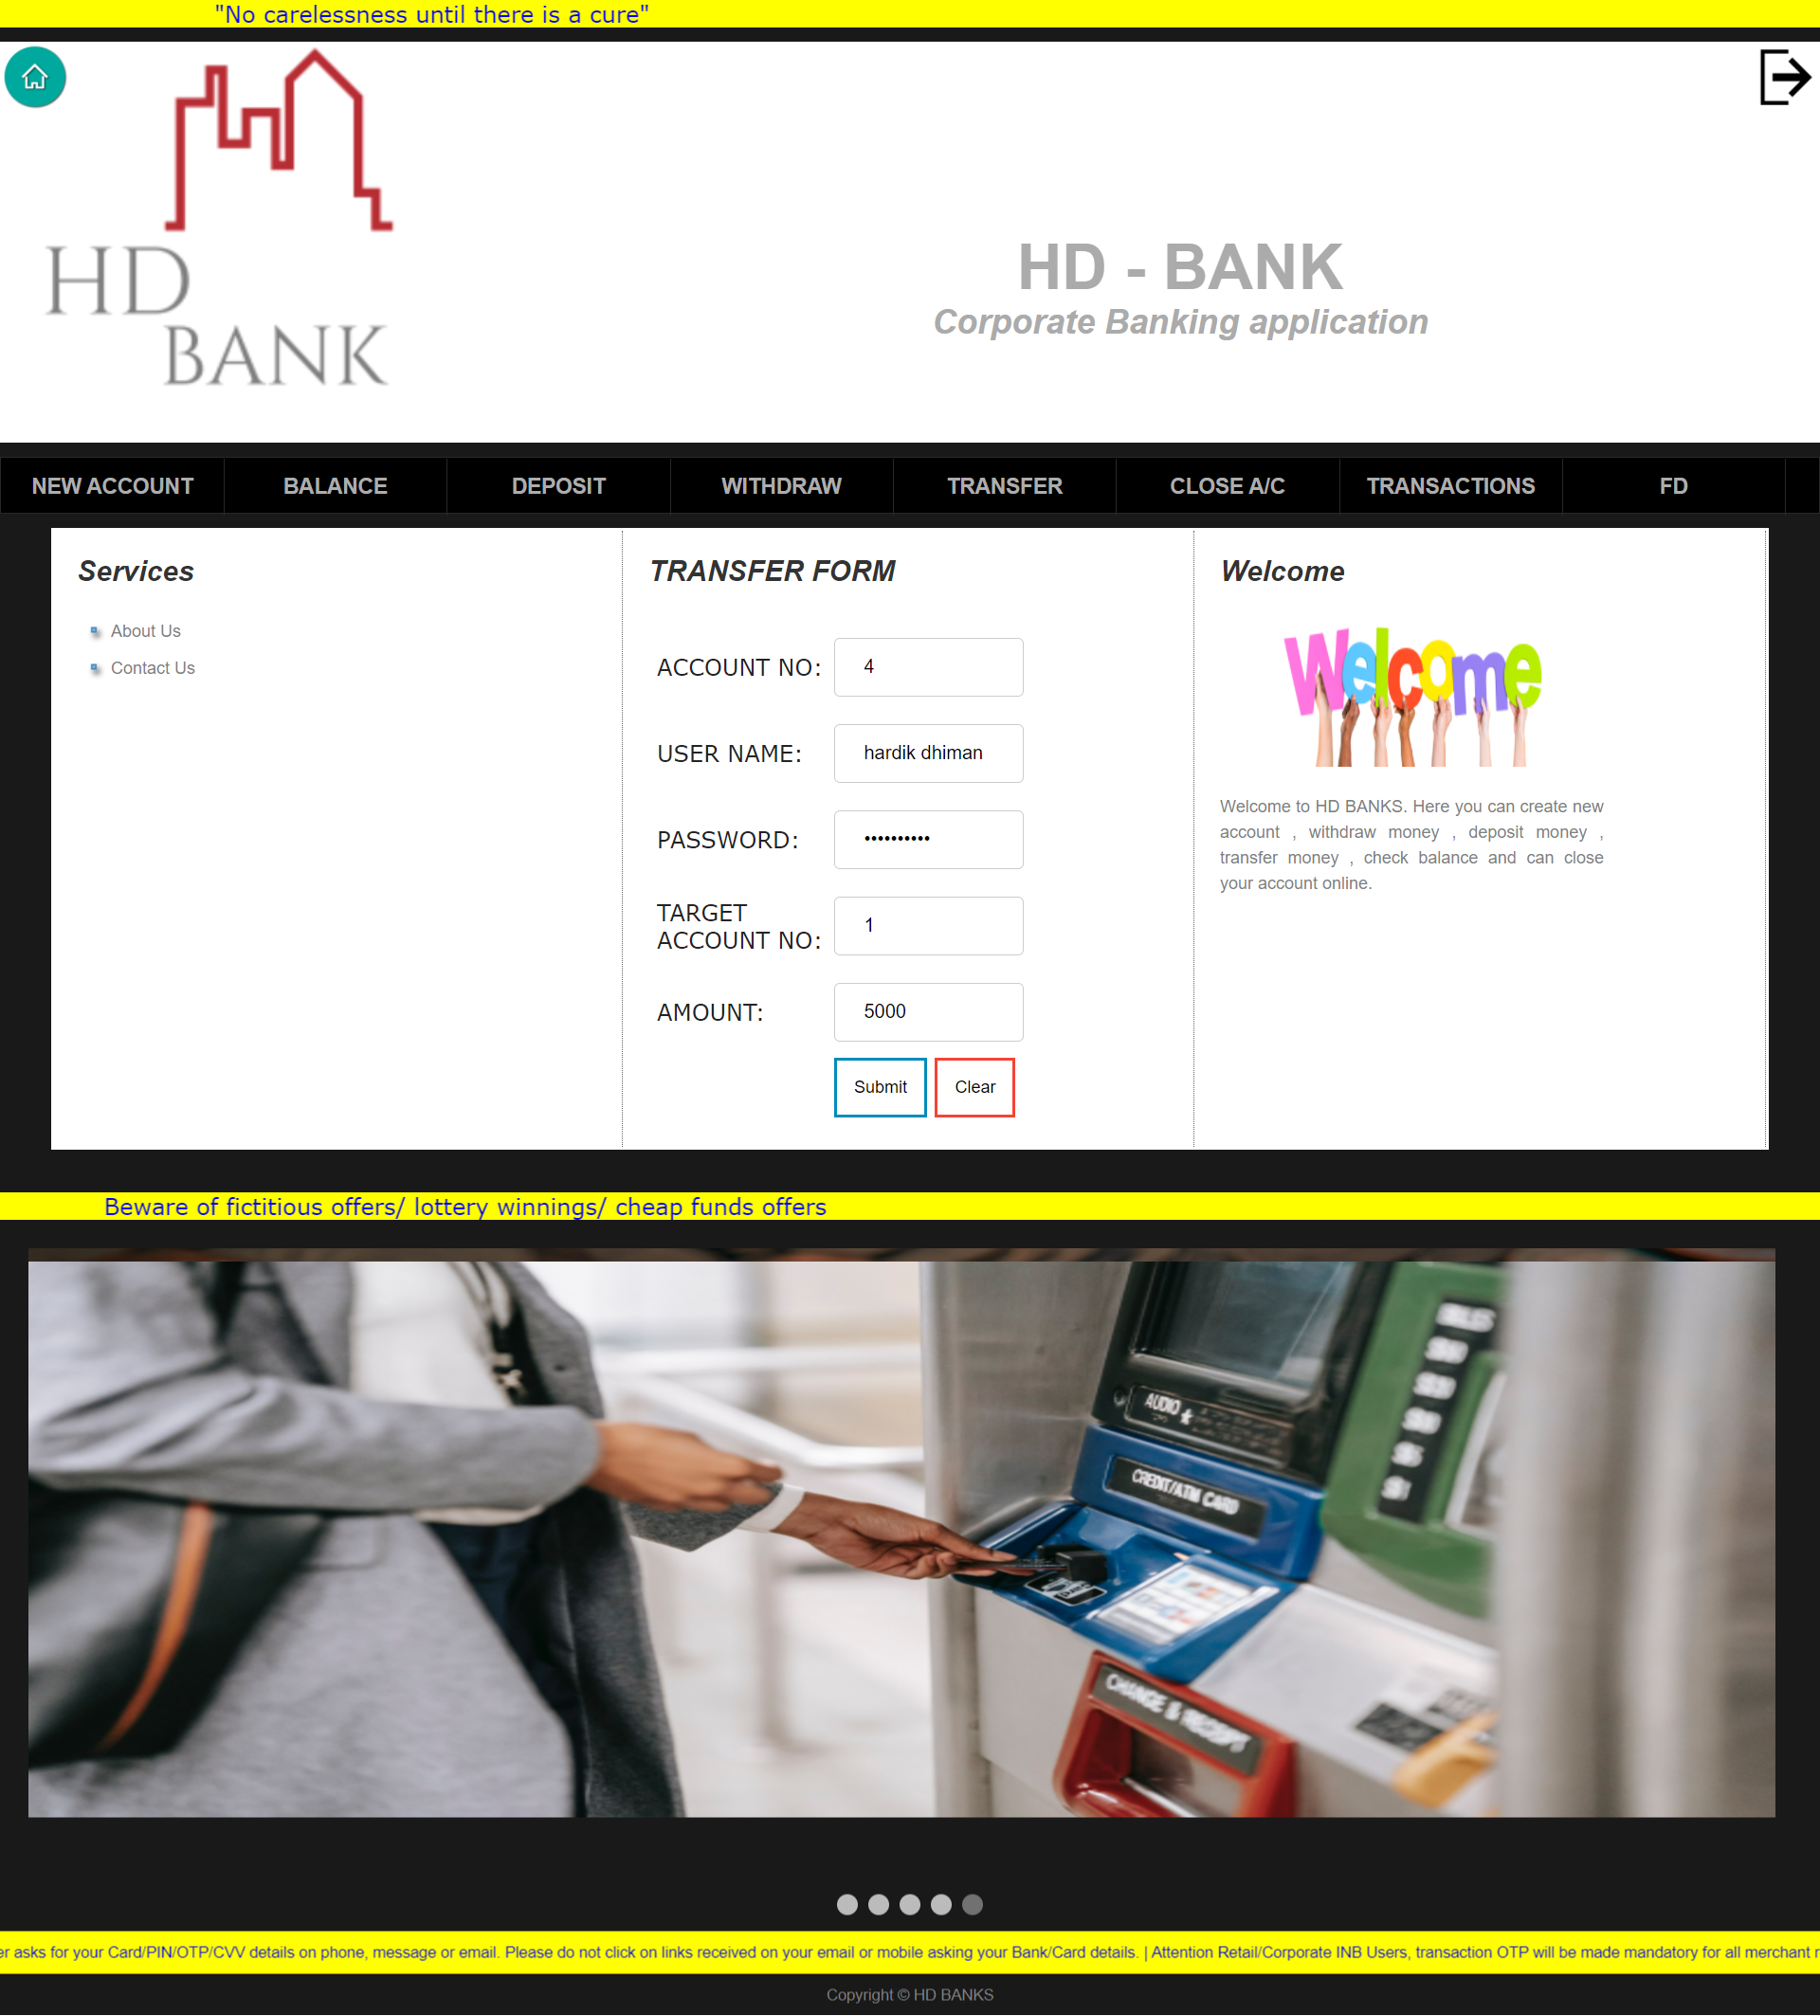 "No carelessness until there is a cure"
HD
BANK
HD - BANK
Corporate Banking application
NEW ACCOUNT BALANCE DEPOSIT WITHDRAW TRANSFER CLOSE A/C TRANSACTIONS FD
Services
About Us
Contact Us
TRANSFER FORM
ACCOUNT NO: 4
USER NAME: hardik dhiman
PASSWORD: ••••••••••
TARGET
ACCOUNT NO: 1
AMOUNT: 5000
Submit Clear
Welcome
Welcome
Welcome to HD BANKS. Here you can create new
account , withdraw money , deposit money ,
transfer money , check balance and can close
your account online.
Beware of fictitious offers/ lottery winnings/ cheap funds offers
AUDIO
CREDIT/ATM CARD
CHANGE & RECEIPTS
asks for your Card/PIN/OTP/CVV details on phone, message or email. Please do not click on links received on your email or mobile asking your Bank/Card details. | Attention Retail/Corporate INB Users, transaction OTP will be made mandatory for all merchant
Copyright © HD BANKS